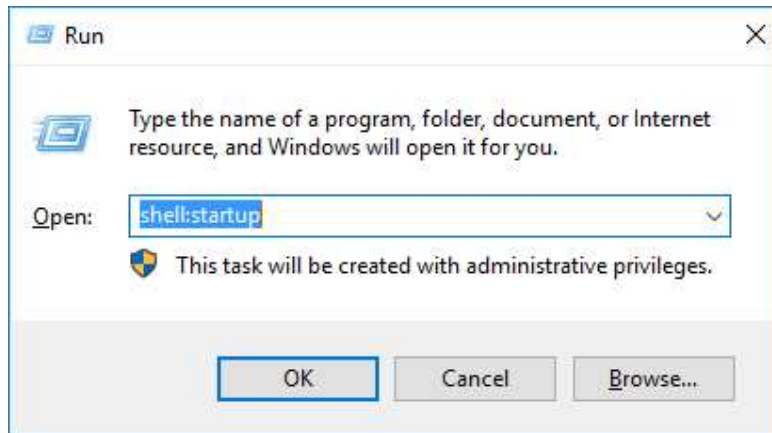 Run
Type the name of a program, folder, document, or Internet
resource, and Windows will open it for you.
Open:
shell:startup
This task will be created with administrative privileges.
OK
Cancel
Browse...